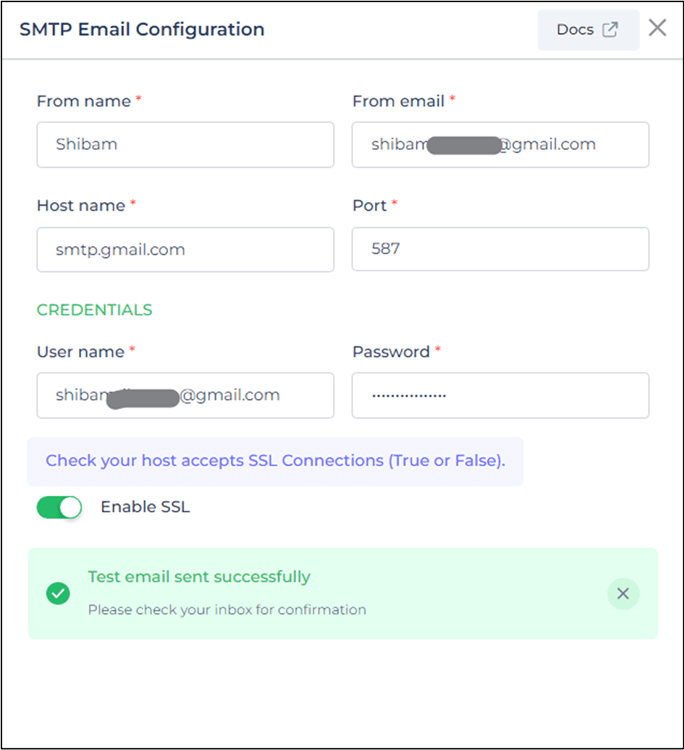 SMTP Email Configuration
Docs
From name *
From email *
Shibam
shibam @gmail.com
Host name *
Port *
smtp.gmail.com
587
CREDENTIALS
User name *
Password *
shibam @gmail.com
................
Check your host accepts SSL Connections (True or False).
Enable SSL
Test email sent successfully
Please check your inbox for confirmation